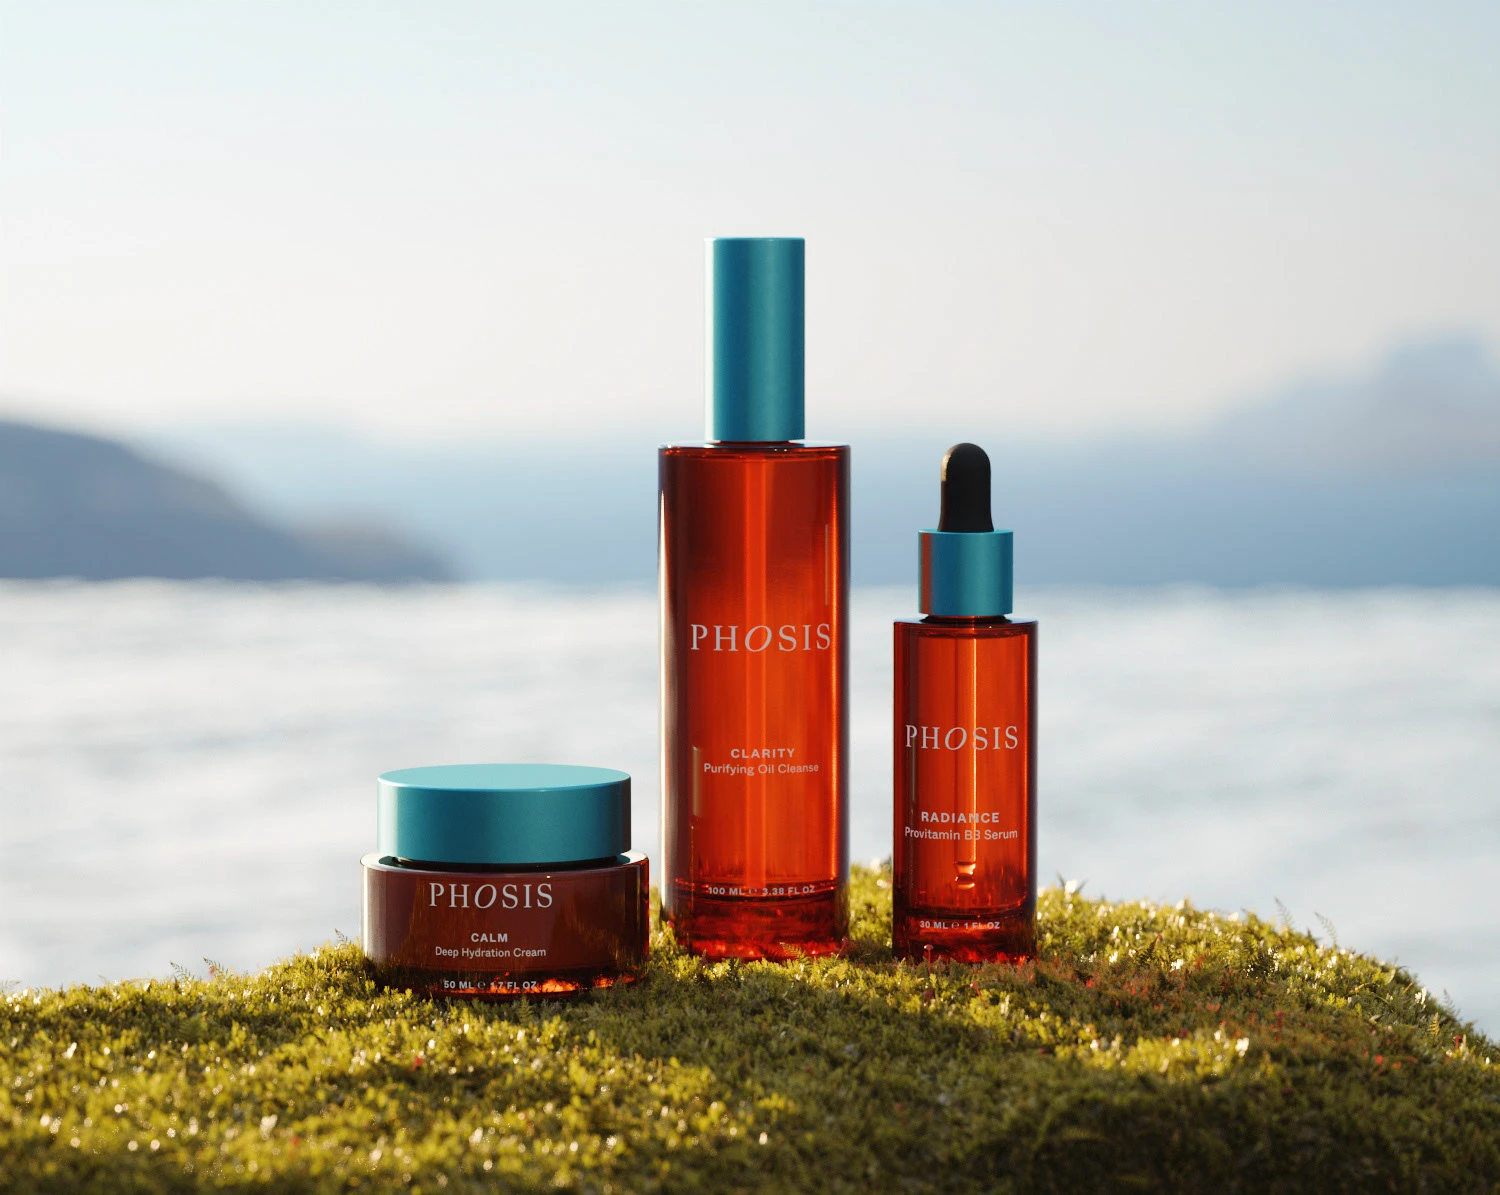 PHOSIS
CALM
Deep Hydration Cream
50 ML ℮ 1.7 FL OZ
PHOSIS
CLARITY
Purifying Oil Cleanse
100 ML ℮ 3.38 FL OZ
PHOSIS
RADIANCE
Provitamin B3 Serum
30 ML ℮ 1 FL OZ